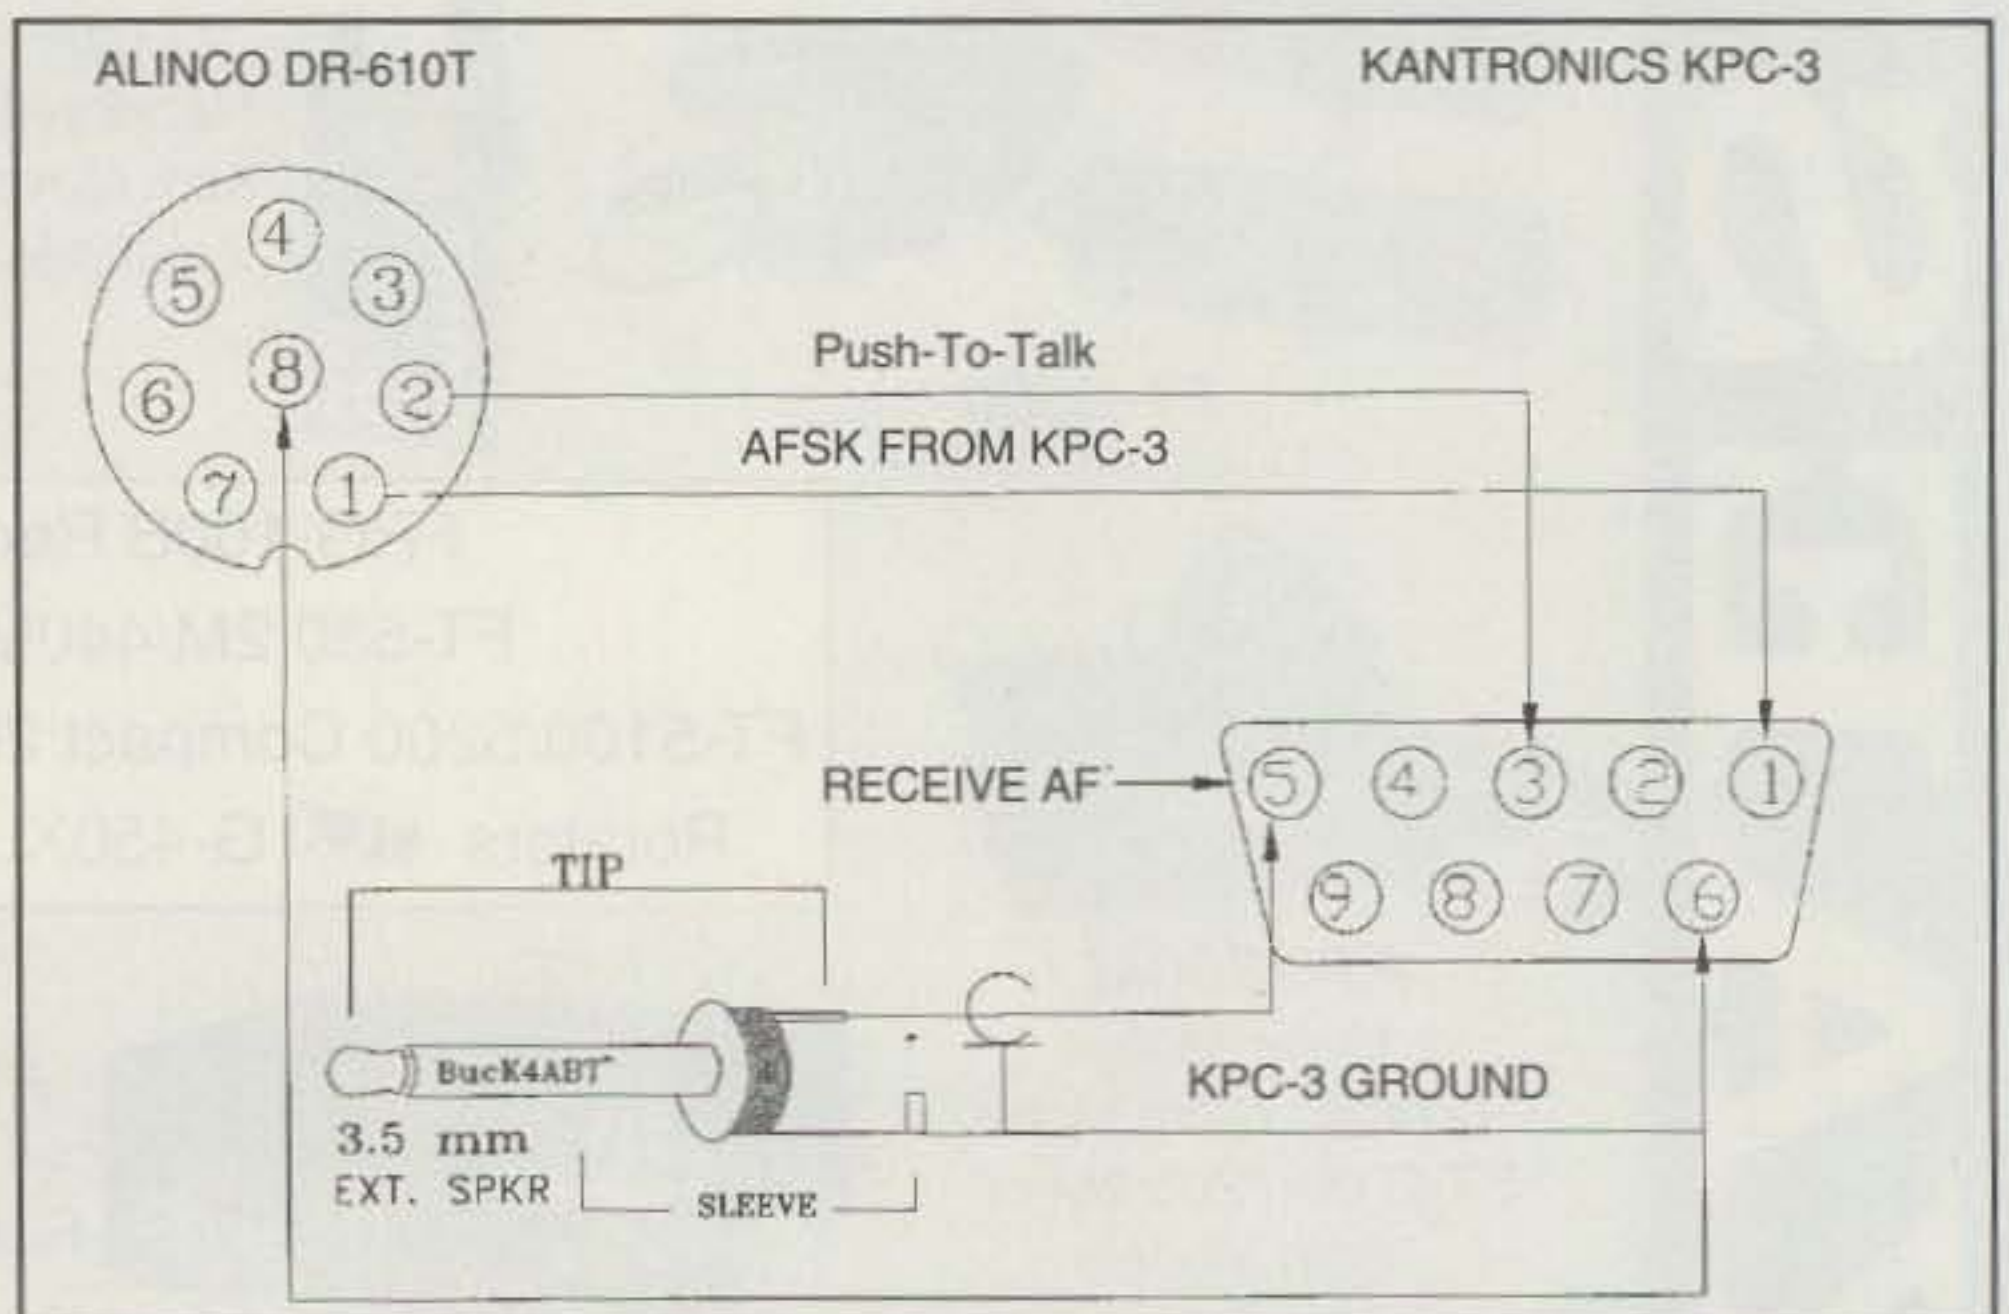 ALINCO DR-610T
KANTRONICS KPC-3
4
5
3
8
6
2
7
1
Push-To-Talk
AFSK FROM KPC-3
RECEIVE AF
5
4
3
2
1
9
8
7
6
TIP
BucK4ABT
3.5 mm
EXT. SPKR
SLEEVE
KPC-3 GROUND